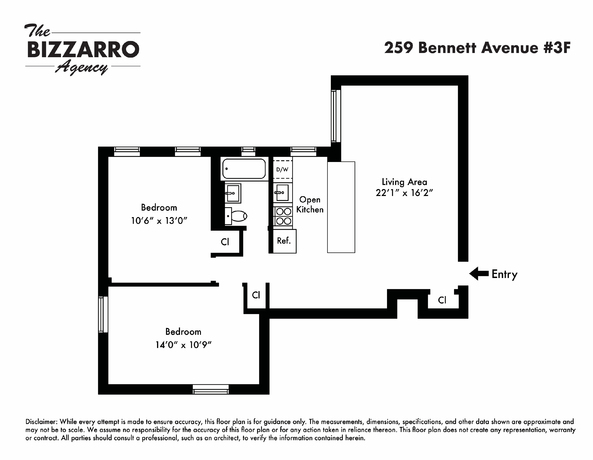 The
BIZZARRO
Agency
259 Bennett Avenue #3F
D/W
Living Area
22'1" x 16'2"
Open
Kitchen
Bedroom
10'6" x 13'0"
Cl
Ref.
Entry
Cl
Cl
Bedroom
14'0" x 10'9"
Disclaimer: While every attempt is made to ensure accuracy, this floor plan is for guidance only. The measurements, dimensions, specifications, and other data shown are approximate and
may not be to scale. We assume no responsibility for the accuracy of this floor plan or for any action taken in reliance thereon. This floor plan does not create any representation, warranty
or contract. All parties should consult a professional, such as an architect, to verify the information contained herein.